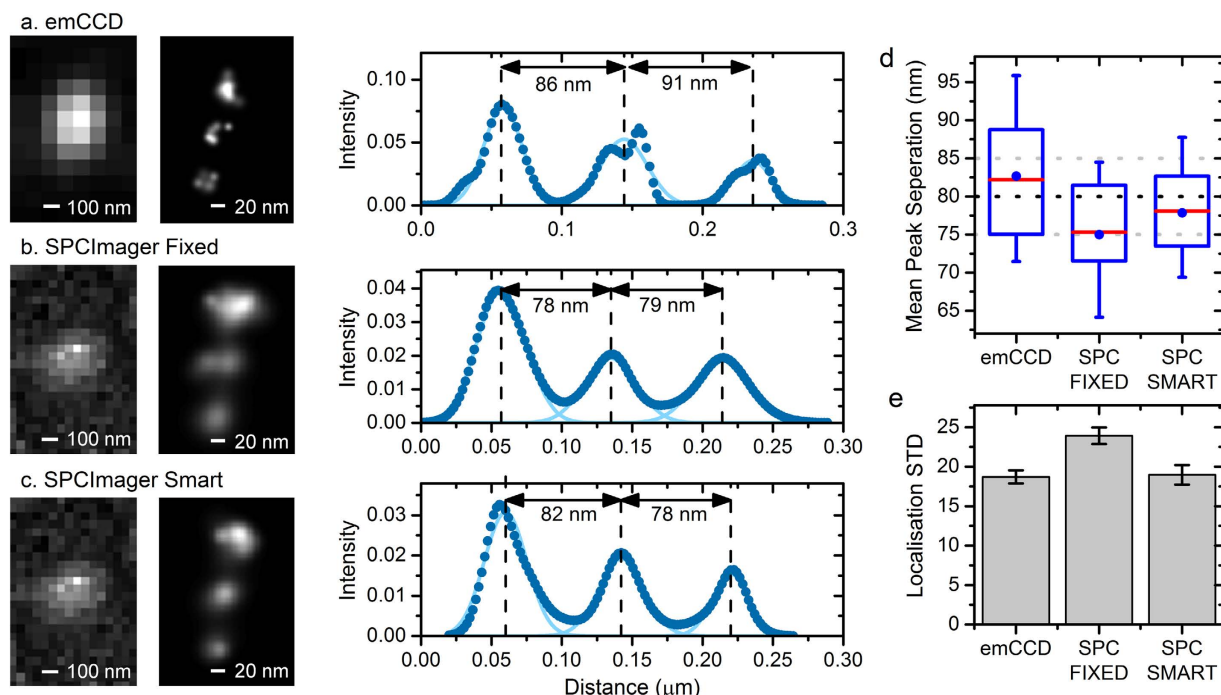 a. emCCD
100 nm
20 nm
0.10
0.05
0.00
Intensity
86 nm
91 nm
0.0
0.1
0.2
0.3
b. SPCImager Fixed
100 nm
20 nm
0.04
0.03
0.02
0.01
0.00
Intensity
78 nm
79 nm
0.00
0.05
0.10
0.15
0.20
0.25
0.30
c. SPCImager Smart
100 nm
20 nm
0.03
0.02
0.01
0.00
Intensity
82 nm
78 nm
0.00
0.05
0.10
0.15
0.20
0.25
0.30
Distance (μm)
d
Mean Peak Seperation (nm)
95
90
85
80
75
70
65
emCCD
SPC
FIXED
SPC
SMART
e
Localisation STD
25
20
15
10
5
0
emCCD
SPC
FIXED
SPC
SMART